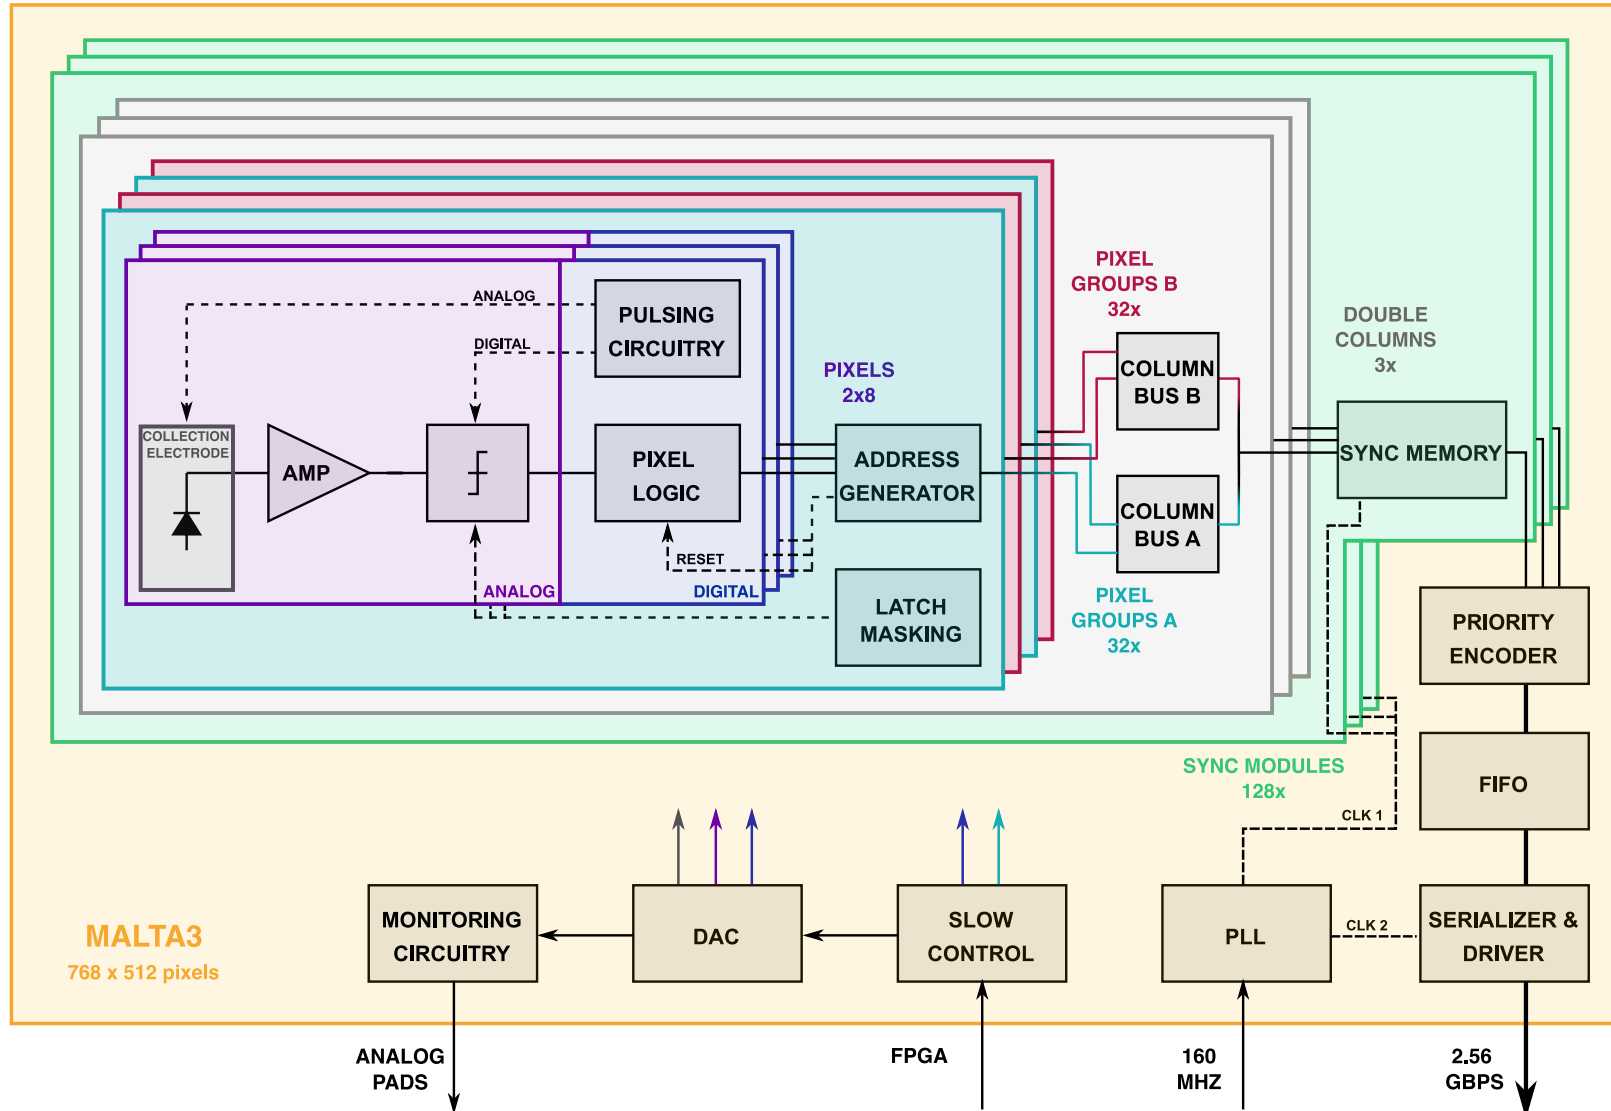 PIXEL
GROUPS B
32x
ANALOG
PULSING
CIRCUITRY
DIGITAL
DOUBLE
COLUMNS
3x
PIXELS
2x8
COLUMN
BUS B
COLLECTION
ELECTRODE
AMP
PIXEL
LOGIC
ADDRESS
GENERATOR
SYNC MEMORY
COLUMN
BUS A
RESET
ANALOG
DIGITAL
LATCH
MASKING
PIXEL
GROUPS A
32x
PRIORITY
ENCODER
SYNC MODULES
128x
FIFO
CLK 1
MALTA3
768 x 512 pixels
MONITORING
CIRCUITRY
DAC
SLOW
CONTROL
PLL
CLK 2
SERIALIZER &
DRIVER
ANALOG
PADS
FPGA
160
MHZ
2.56
GBPS